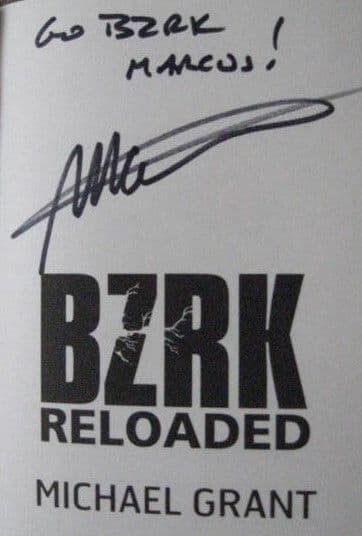 GO BZRK
MARCUS!
BZRK
RELOADED
MICHAEL GRANT